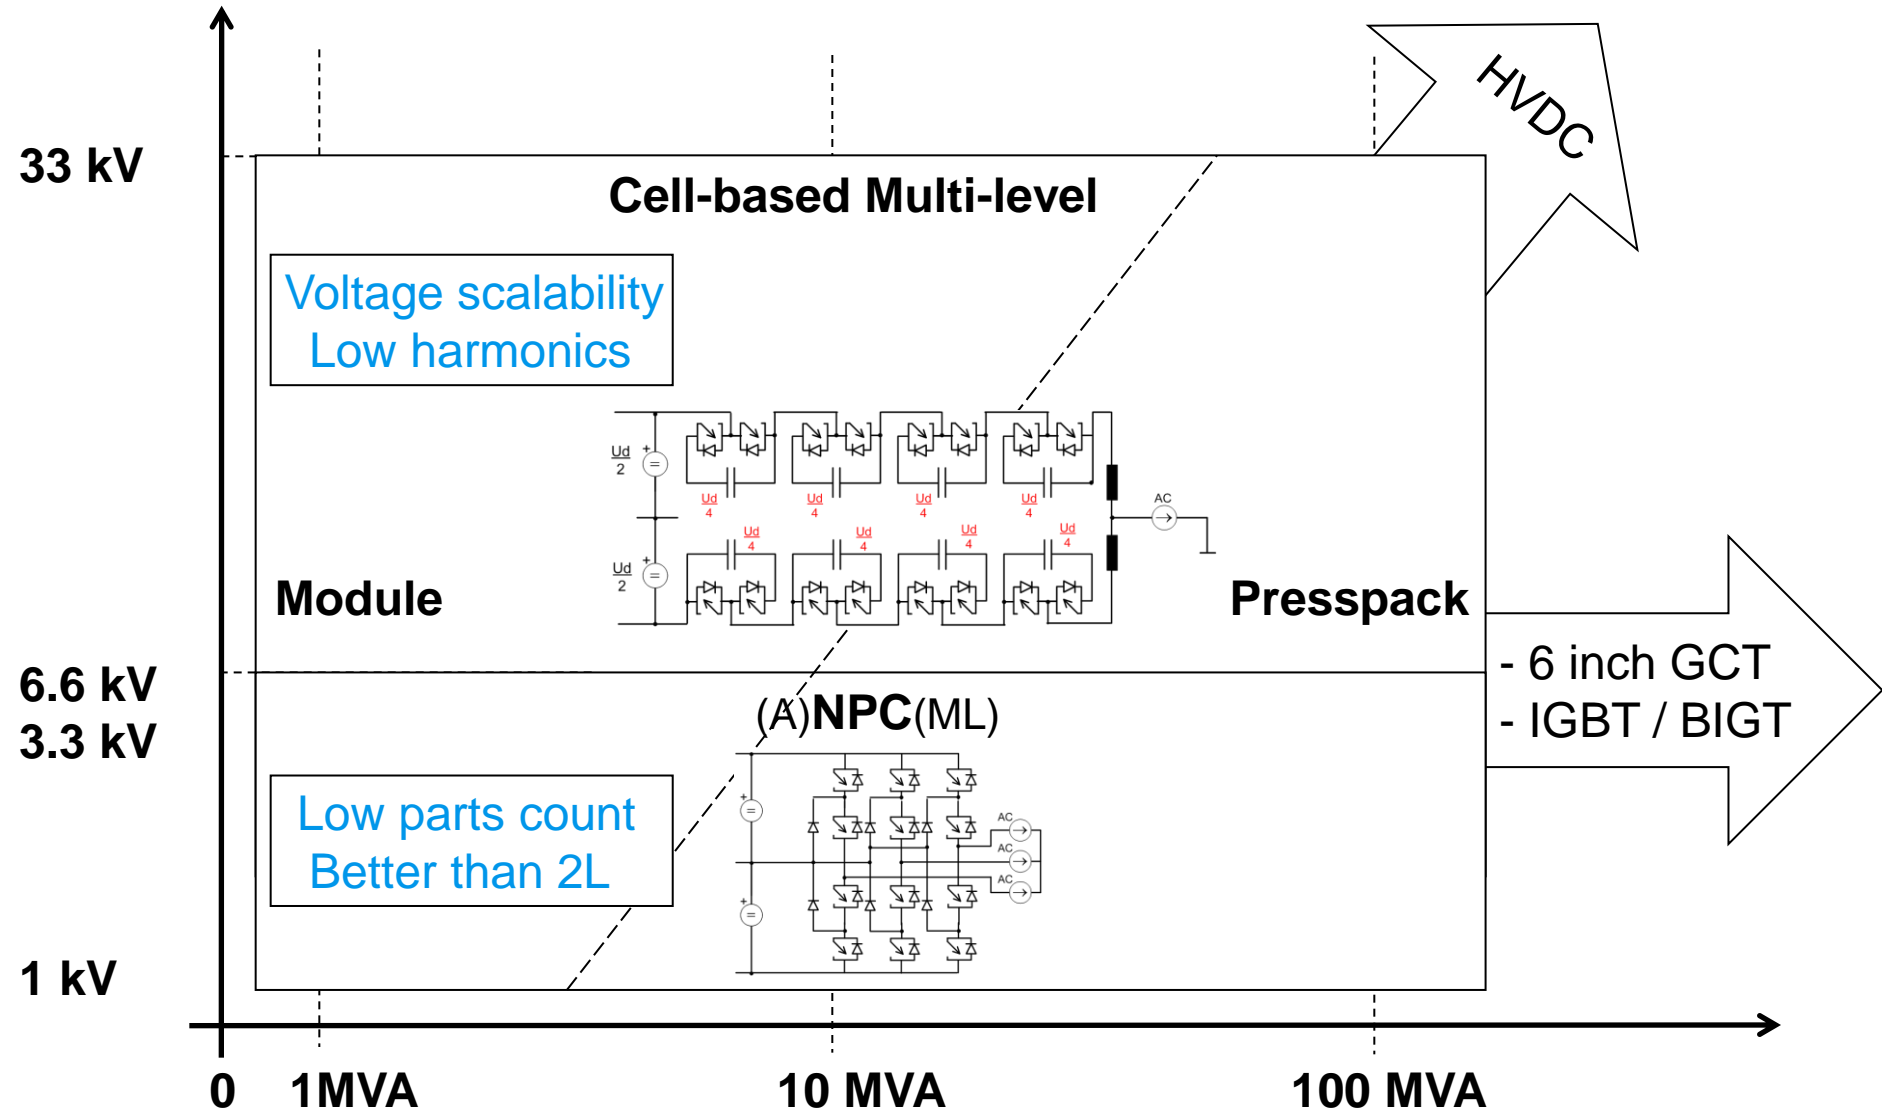 HVDC
33 kV
Cell-based Multi-level
Voltage scalability
Low harmonics
Ud
2
+
=
Ud
4
Ud
4
Ud
4
Ud
4
AC
Ud
4
Ud
4
Ud
4
Ud
4
Ud
2
+
=
Module
Presspack
6.6 kV
3.3 kV
- 6 inch GCT
- IGBT / BIGT
(A)NPC(ML)
Low parts count
Better than 2L
+
=
AC
AC
AC
+
=
1 kV
0 1MVA 10 MVA 100 MVA